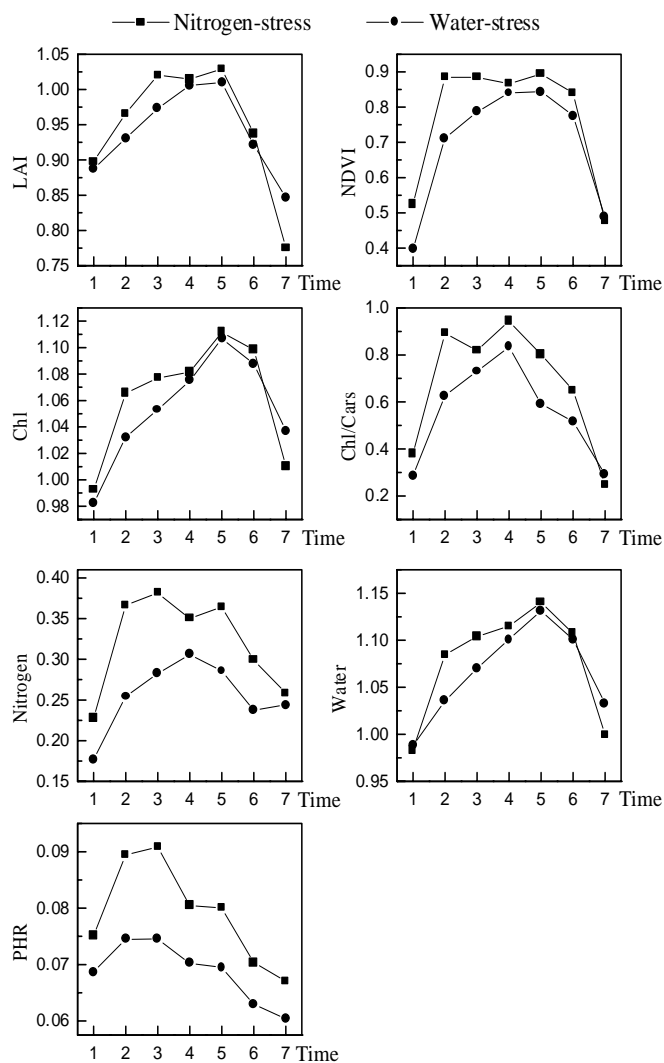 Nitrogen-stress Water-stress
1.05
1.00
0.95
0.90
0.85
0.80
0.75
LAI
1 2 3 4 5 6 7 Time
0.9
0.8
0.7
0.6
0.5
0.4
NDVI
1 2 3 4 5 6 7 Time
1.12
1.10
1.08
1.06
1.04
1.02
1.00
0.98
Chl
1 2 3 4 5 6 7 Time
1.0
0.8
0.6
0.4
0.2
Chl/Cars
1 2 3 4 5 6 7 Time
0.40
0.35
0.30
0.25
0.20
0.15
Nitrogen
1 2 3 4 5 6 7 Time
1.15
1.10
1.05
1.00
0.95
Water
1 2 3 4 5 6 7 Time
0.09
0.08
0.07
0.06
PHR
1 2 3 4 5 6 7 Time